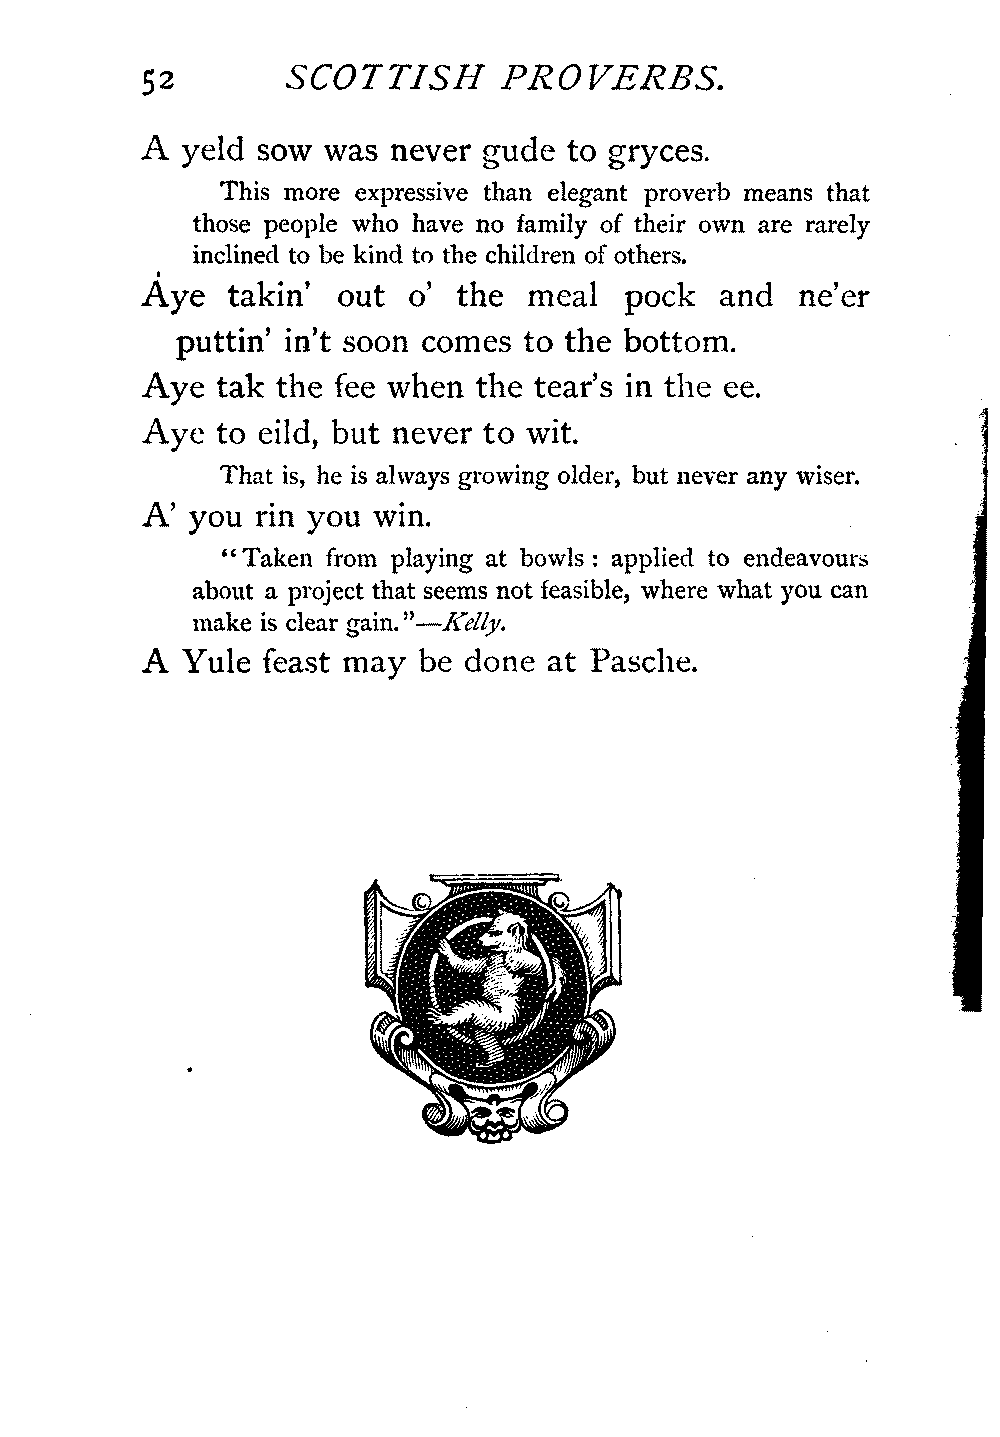 52 SCOTTISH PROVERBS.
A yeld sow was never gude to gryces.
This more expressive than elegant proverb means that
those people who have no family of their own are rarely
inclined to be kind to the children of others.
Aye takin' out o' the meal pock and ne'er
puttin' in't soon comes to the bottom.
Aye tak the fee when the tear's in the ee.
Aye to eild, but never to wit.
That is, he is always growing older, but never any wiser.
A' you rin you win.
"Taken from playing at bowls : applied to endeavours
about a project that seems not feasible, where what you can
make is clear gain."—Kelly.
A Yule feast may be done at Pasche.